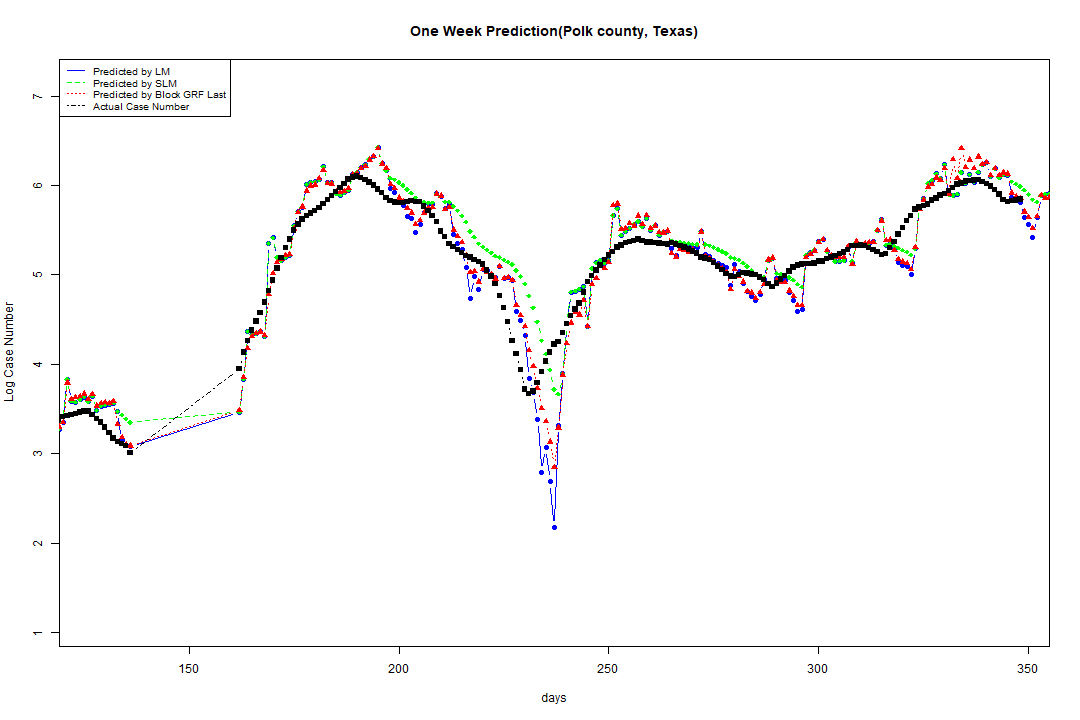 One Week Prediction(Polk county, Texas)
Predicted by LM
Predicted by SLM
Predicted by Block GRF Last
Actual Case Number
7
6
5
4
3
2
1
Log Case Number
150 200 250 300 350
days